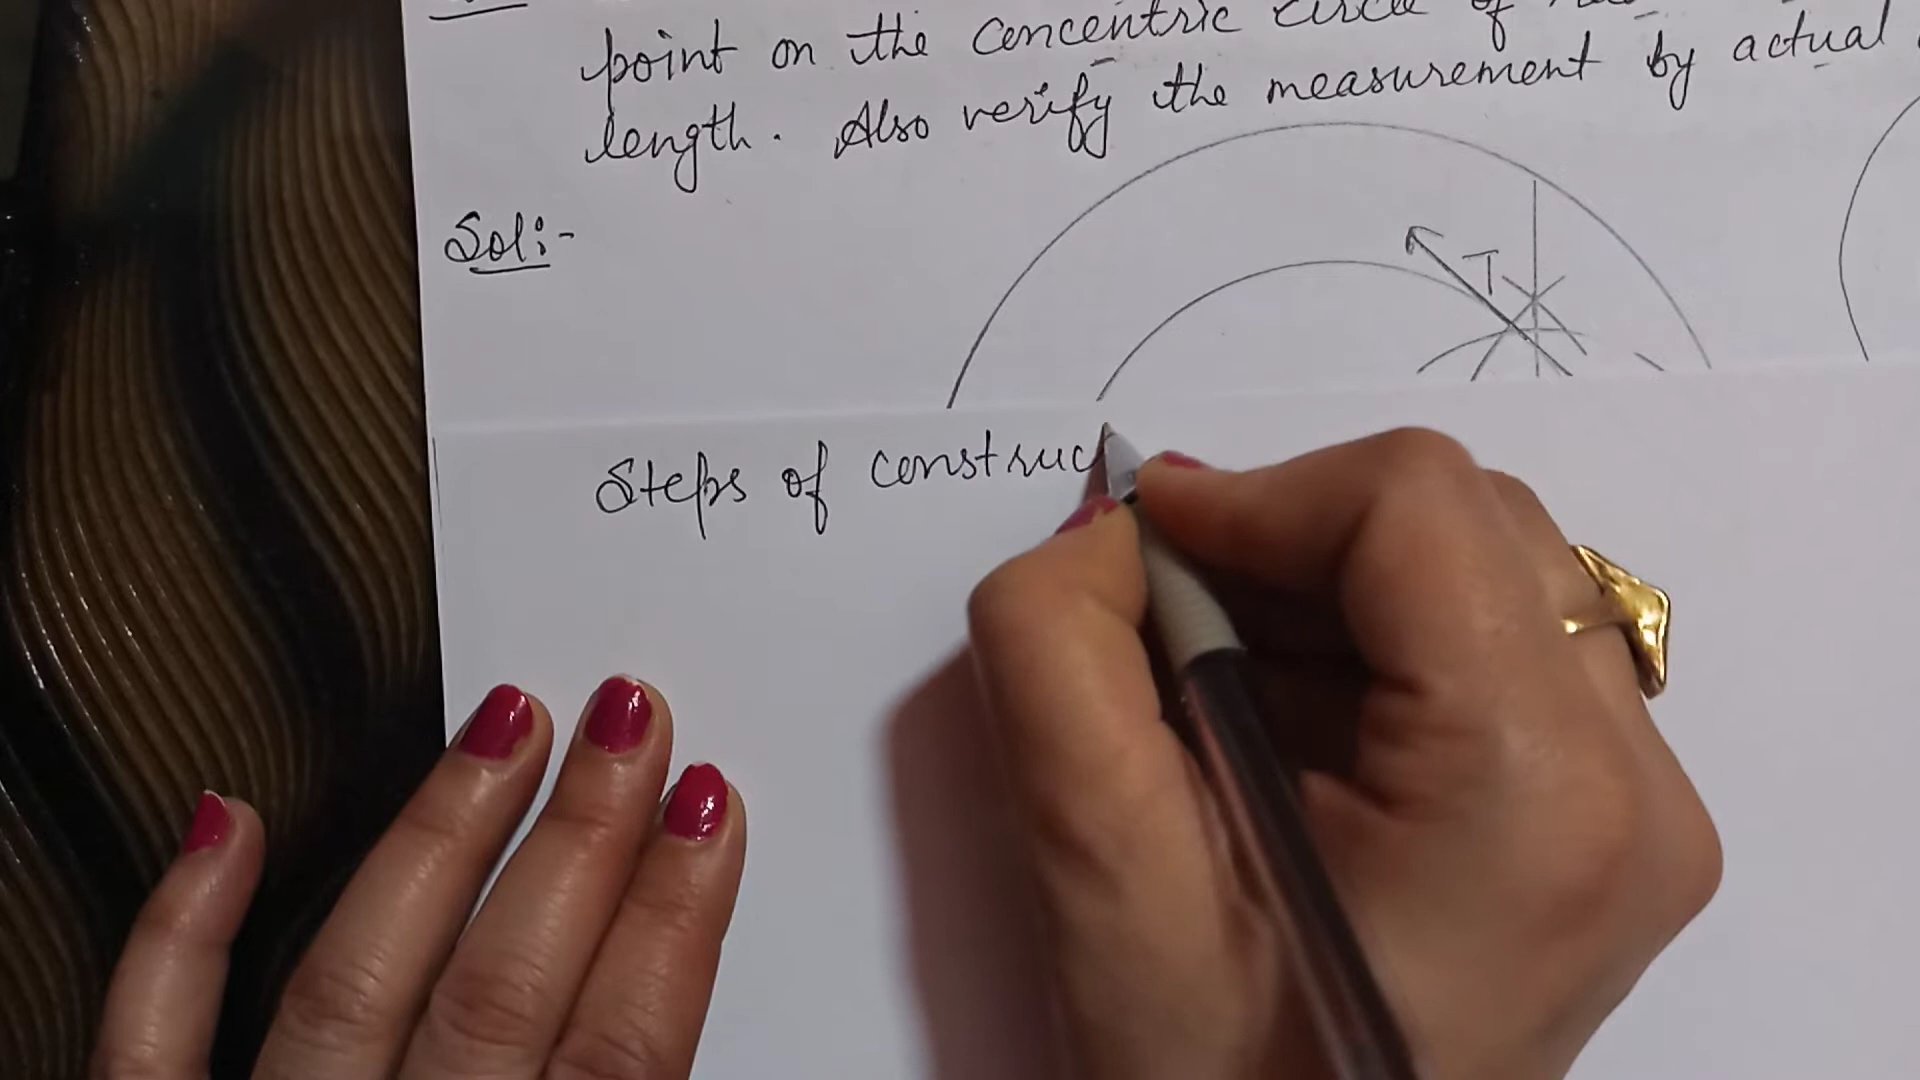 point on the concentric circle of
length. Also verify the measurement by actual
Sol:-
T
Steps of construc